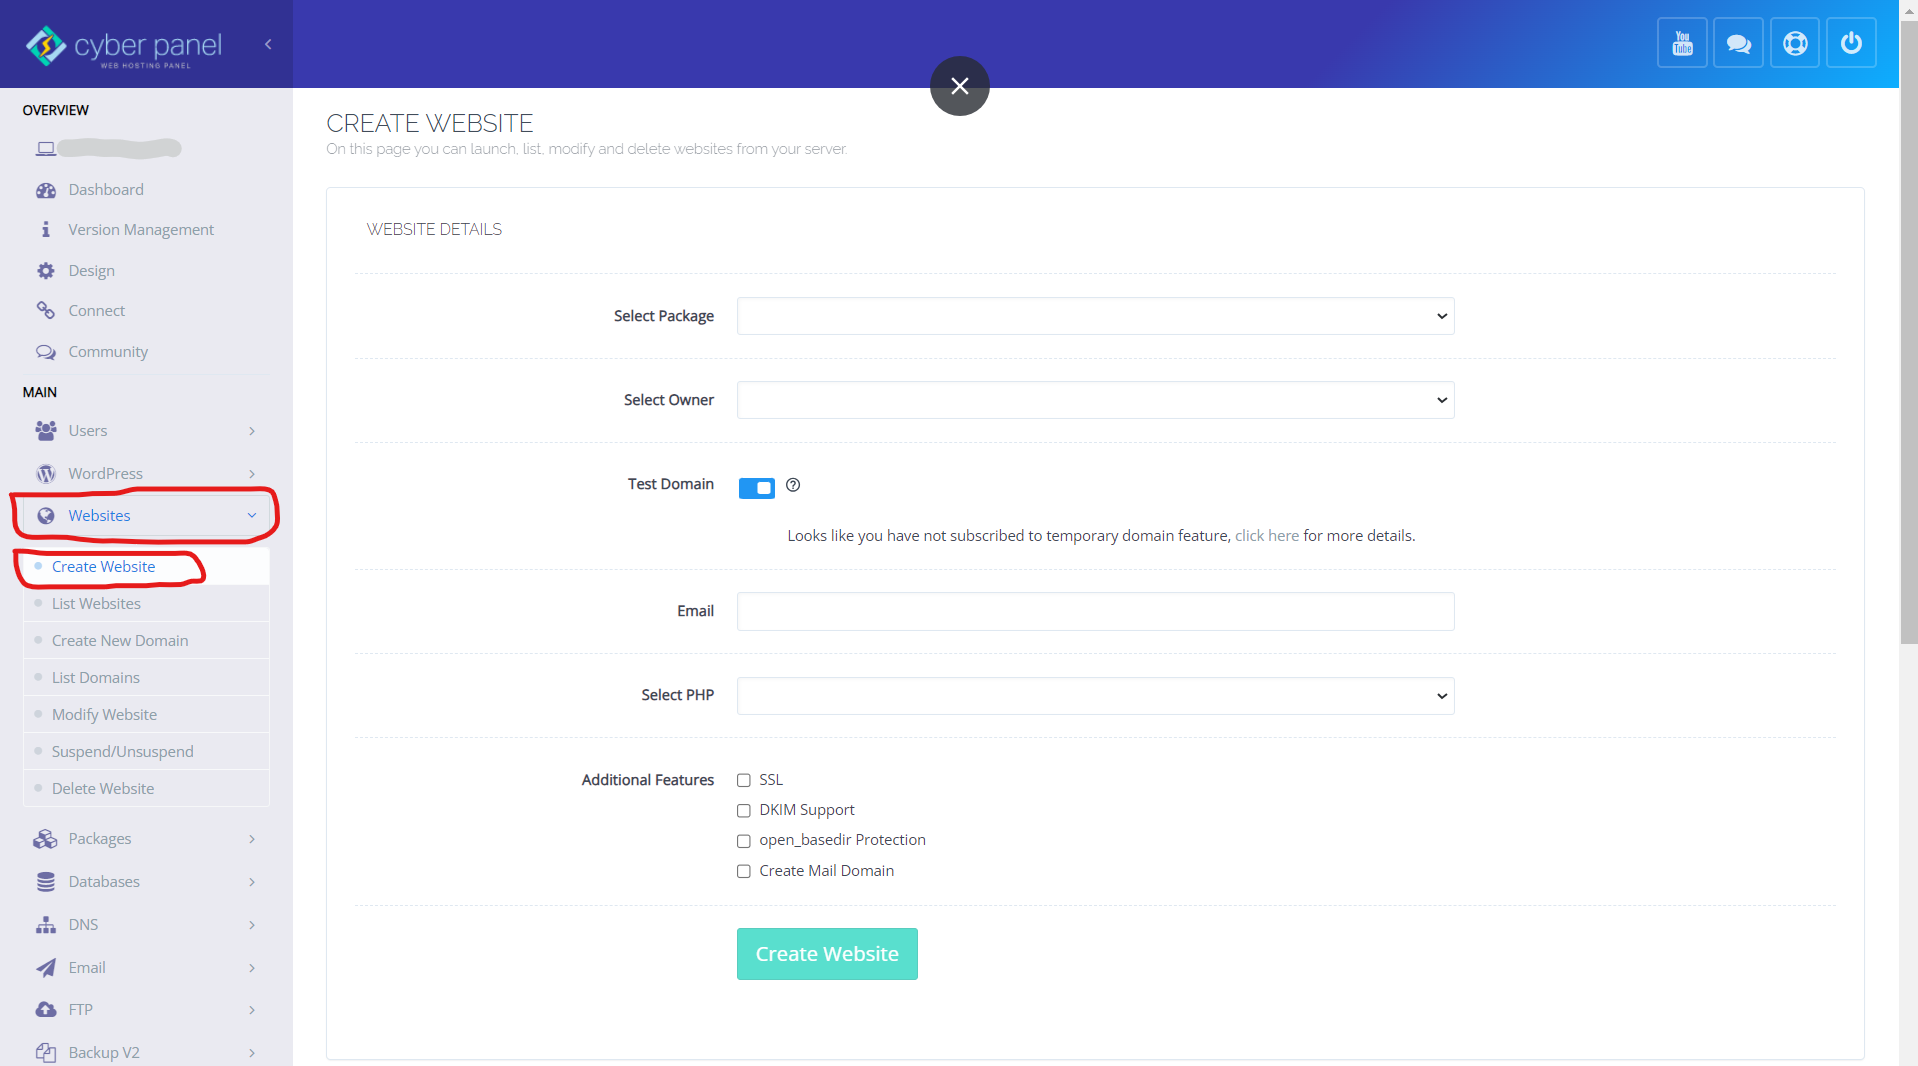 cyber panel
WEB HOSTING PANEL
You
Tube
OVERVIEW
Dashboard
Version Management
Design
Connect
Community
MAIN
Users
WordPress
Websites
Create Website
List Websites
Create New Domain
List Domains
Modify Website
Suspend/Unsuspend
Delete Website
Packages
Databases
DNS
Email
FTP
Backup V2
CREATE WEBSITE
On this page you can launch, list, modify and delete websites from your server.
WEBSITE DETAILS
Select Package
Select Owner
Test Domain
Looks like you have not subscribed to temporary domain feature, click here for more details.
Email
Select PHP
Additional Features
SSL
DKIM Support
open_basedir Protection
Create Mail Domain
Create Website